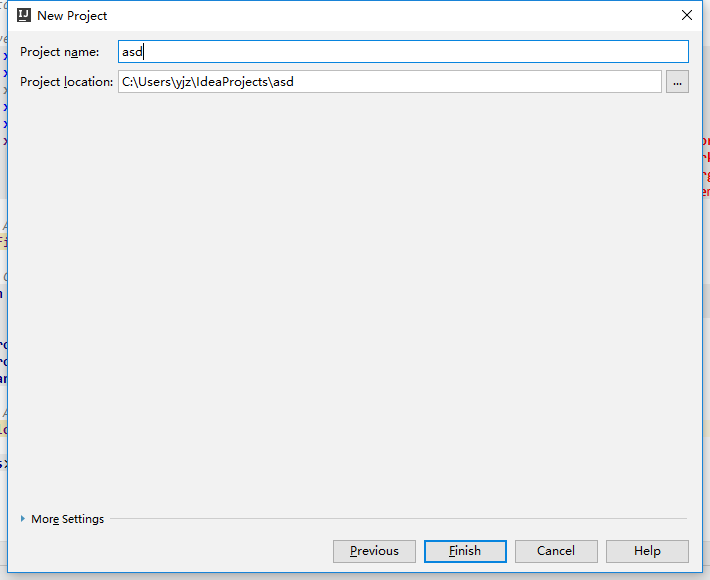 New Project
Project name: asd
Project location: C:\Users\yjz\IdeaProjects\asd ...
More Settings
Previous Finish Cancel Help